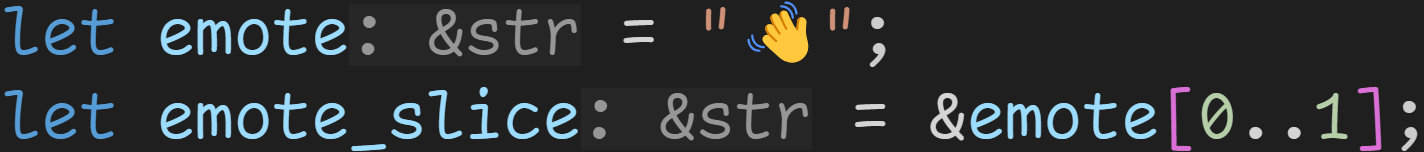 let emote: &str = "👋";
let emote_slice: &str = &emote[0..1];